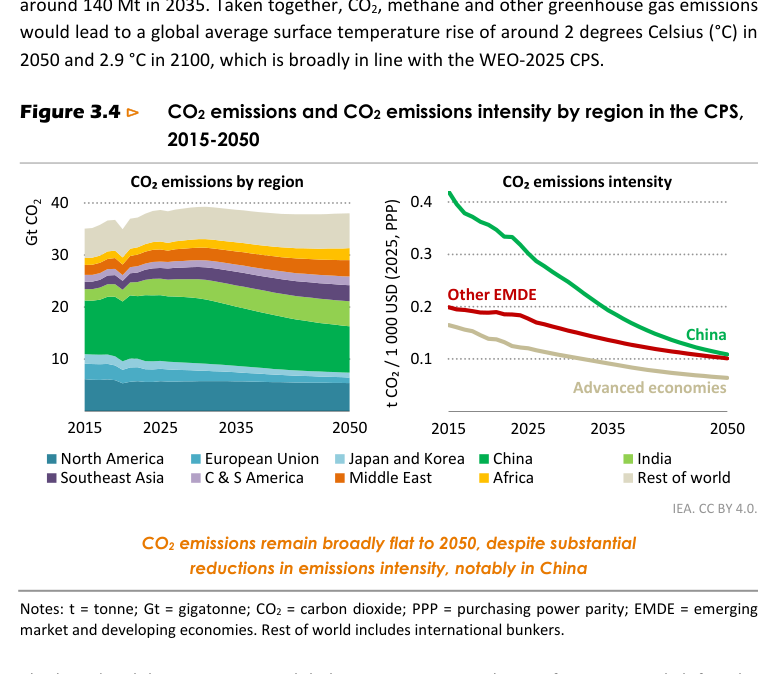 around 140 Mt in 2035. Taken together, CO₂, methane and other greenhouse gas emissions
would lead to a global average surface temperature rise of around 2 degrees Celsius (°C) in
2050 and 2.9 °C in 2100, which is broadly in line with the WEO-2025 CPS.
Figure 3.4 ▻ CO₂ emissions and CO₂ emissions intensity by region in the CPS,
2015-2050
CO₂ emissions by region
Gt CO₂
40
30
20
10
2015 2025 2035 2050
CO₂ emissions intensity
t CO₂ / 1 000 USD (2025, PPP)
0.4
0.3
0.2
0.1
Other EMDE
China
Advanced economies
2015 2025 2035 2050
North America European Union Japan and Korea China India
Southeast Asia C & S America Middle East Africa Rest of world
IEA. CC BY 4.0.
CO₂ emissions remain broadly flat to 2050, despite substantial
reductions in emissions intensity, notably in China
Notes: t = tonne; Gt = gigatonne; CO₂ = carbon dioxide; PPP = purchasing power parity; EMDE = emerging
market and developing economies. Rest of world includes international bunkers.